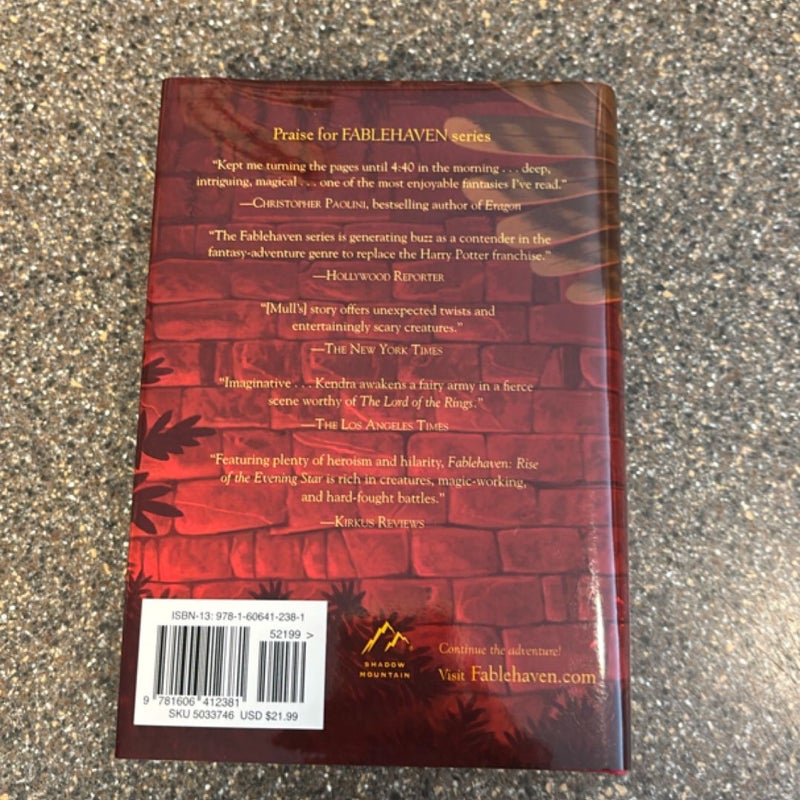 Praise for FABLEHAVEN series
“Kept me turning the pages until 4:40 in the morning . . . deep,
intriguing, magical . . . one of the most enjoyable fantasies I’ve read.”
—CHRISTOPHER PAOLINI, bestselling author of Eragon
“The Fablehaven series is generating buzz as a contender in the
fantasy-adventure genre to replace the Harry Potter franchise.”
—HOLLYWOOD REPORTER
“[Mull’s] story offers unexpected twists and
entertainingly scary creatures.”
—THE NEW YORK TIMES
“Imaginative . . . Kendra awakens a fairy army in a fierce
scene worthy of The Lord of the Rings.”
—THE LOS ANGELES TIMES
“Featuring plenty of heroism and hilarity, Fablehaven: Rise
of the Evening Star is rich in creatures, magic-working,
and hard-fought battles.”
—KIRKUS REVIEWS
ISBN-13: 978-1-60641-238-1
52199 >
9 781606 412381
SKU 5033746 USD $21.99
SHADOW
MOUNTAIN
Continue the adventure!
Visit Fablehaven.com